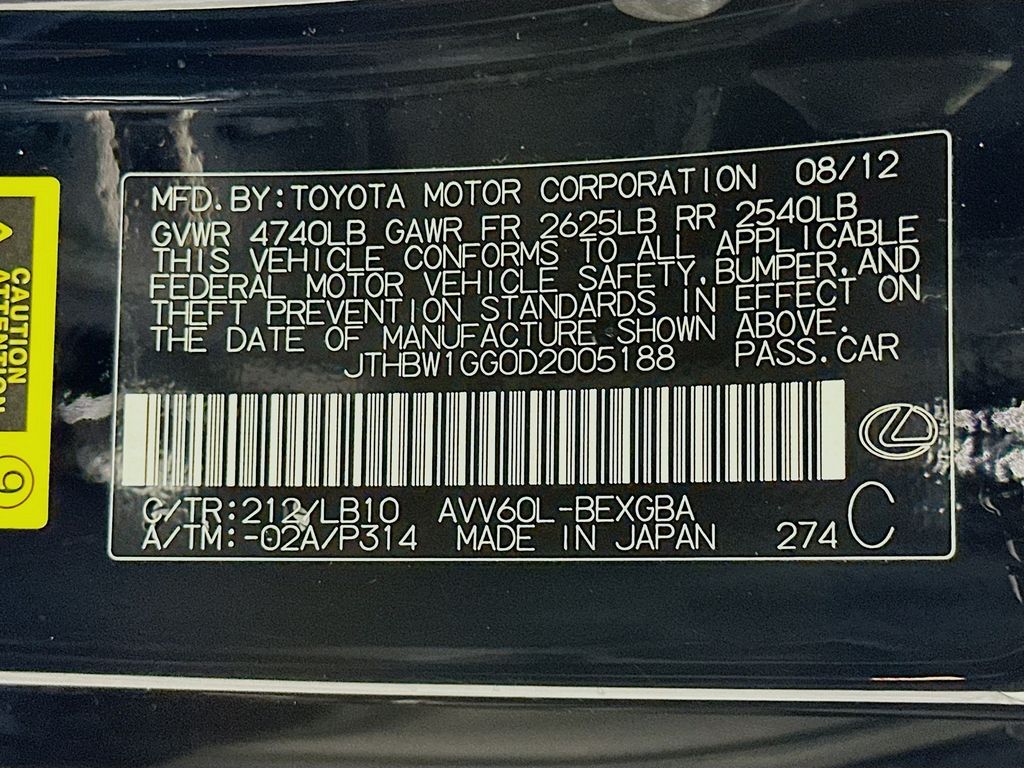 MFD. BY: TOYOTA MOTOR CORPORATION 08/12
GVWR 4740LB GAWR FR 2625LB RR 2540LB
THIS VEHICLE CONFORMS TO ALL APPLICABLE
FEDERAL MOTOR VEHICLE SAFETY, BUMPER, AND
THEFT PREVENTION STANDARDS IN EFFECT ON
THE DATE OF MANUFACTURE SHOWN ABOVE.
JTHBW1GG0D2005188 PASS. CAR
C/TR: 212/LB10 AVV60L-BEXGBA
A/TM: -02A/P314 MADE IN JAPAN 274 C
CAUTION
ATTENTION
9